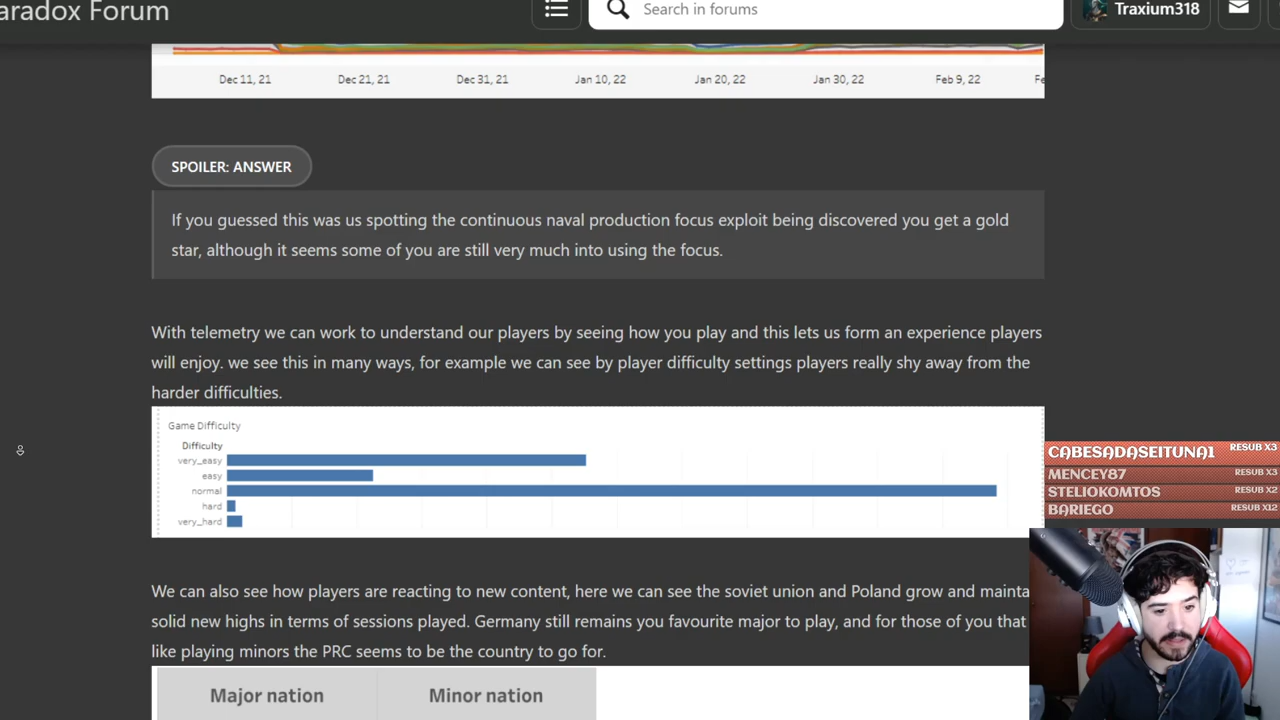 aradox Forum
Search in forums
Traxium318
Dec 11, 21 Dec 21, 21 Dec 31, 21 Jan 10, 22 Jan 20, 22 Jan 30, 22 Feb 9, 22 Fe
SPOILER: ANSWER
If you guessed this was us spotting the continuous naval production focus exploit being discovered you get a gold
star, although it seems some of you are still very much into using the focus.
With telemetry we can work to understand our players by seeing how you play and this lets us form an experience players
will enjoy. we see this in many ways, for example we can see by player difficulty settings players really shy away from the
harder difficulties.
Game Difficulty
Difficulty
very_easy
easy
normal
hard
very_hard
CABESADASEITUNA1 RESUB X3
MENCEY87 RESUB X3
STELIOKOMTOS RESUB X2
BARIEGO RESUB X12
We can also see how players are reacting to new content, here we can see the soviet union and Poland grow and mainta
solid new highs in terms of sessions played. Germany still remains you favourite major to play, and for those of you that
like playing minors the PRC seems to be the country to go for.
Major nation Minor nation